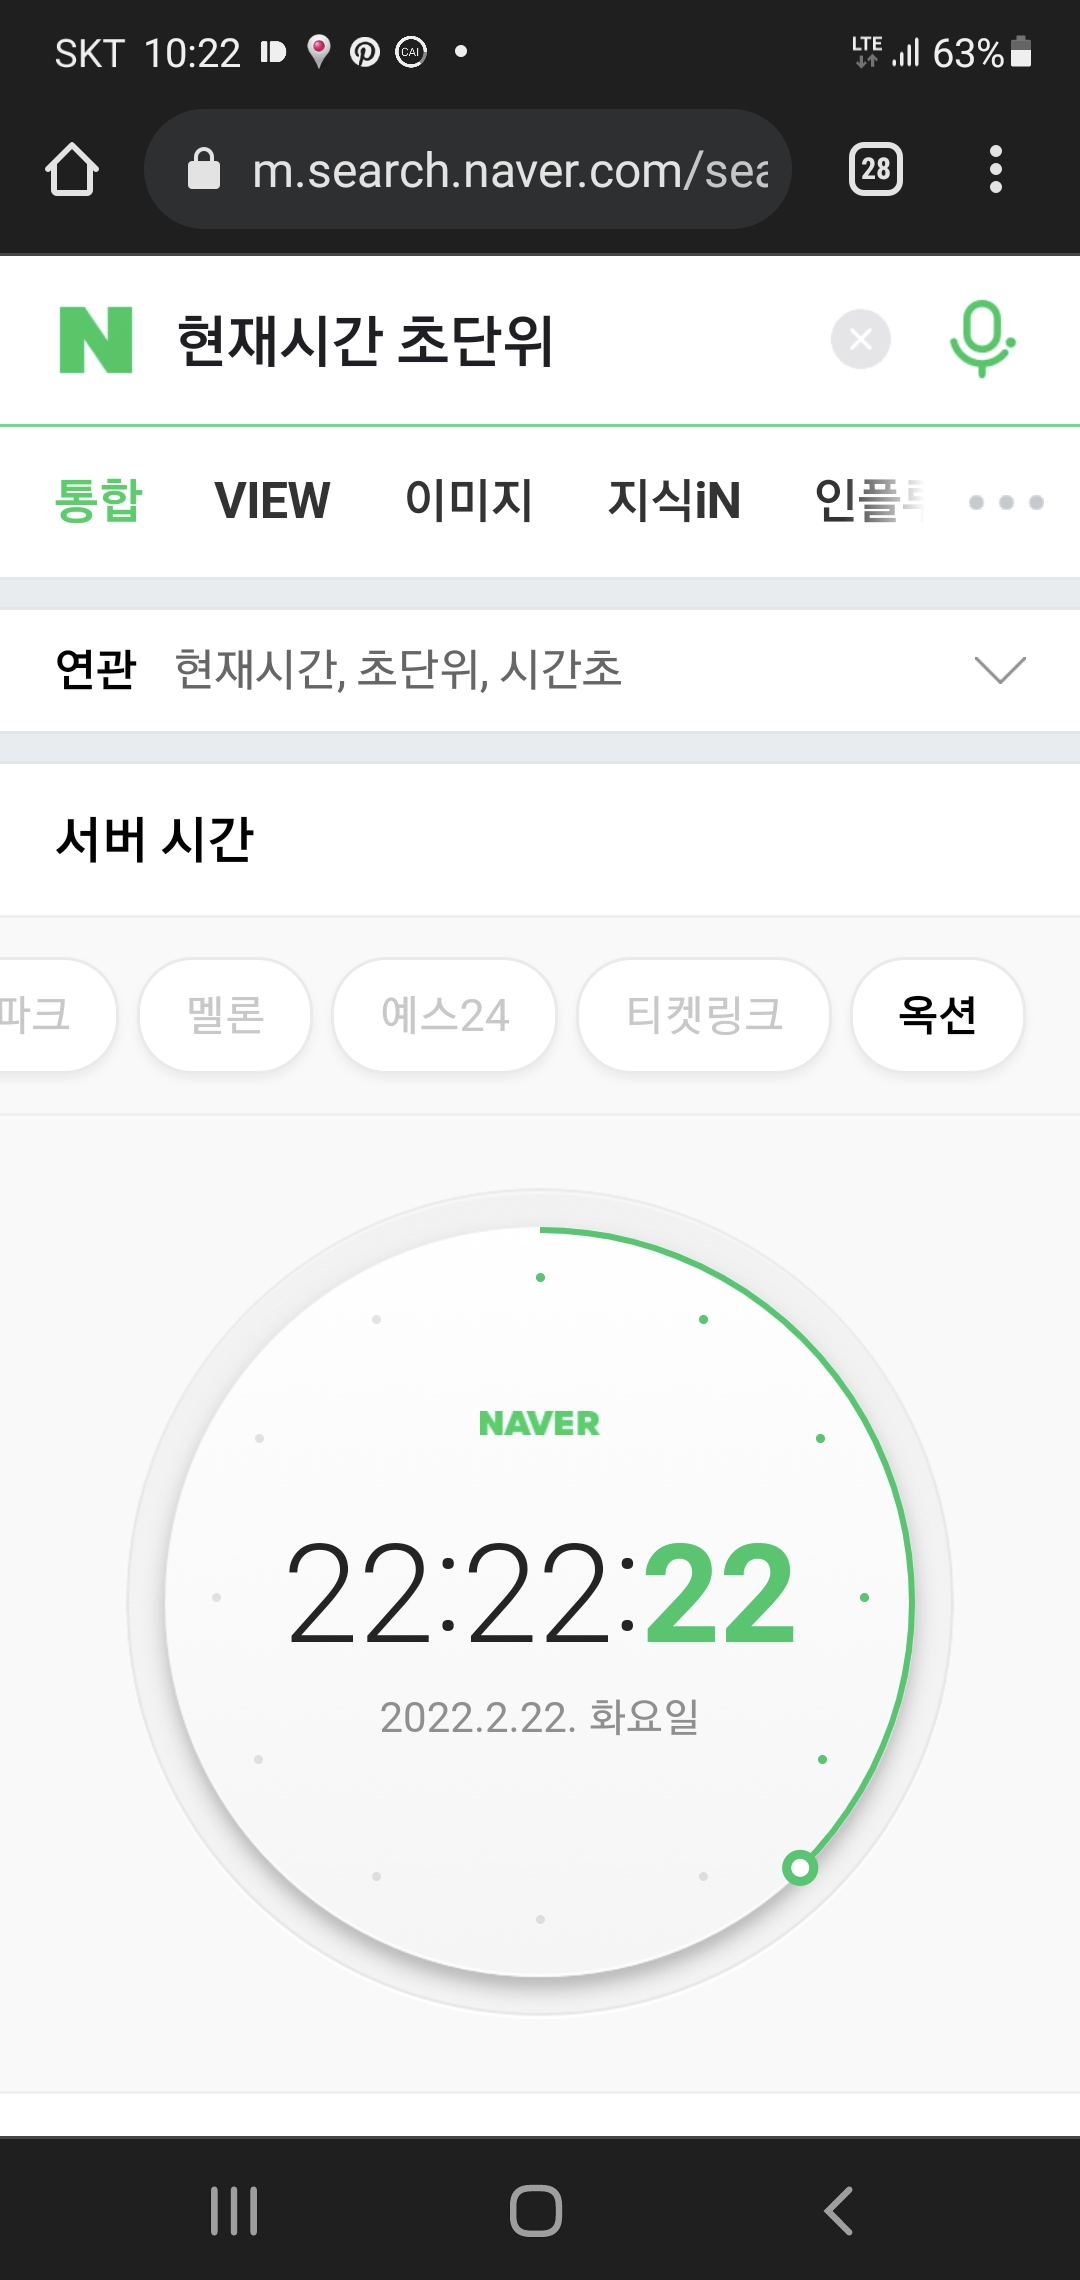 SKT 10:22 CAI LTE 63%
m.search.naver.com/sea 28
N 현재시간 초단위
통합 VIEW 이미지 지식iN 인플루
연관 현재시간, 초단위, 시간초
서버 시간
파크 멜론 예스24 티켓링크 옥션
NAVER
22:22:22
2022.2.22. 화요일